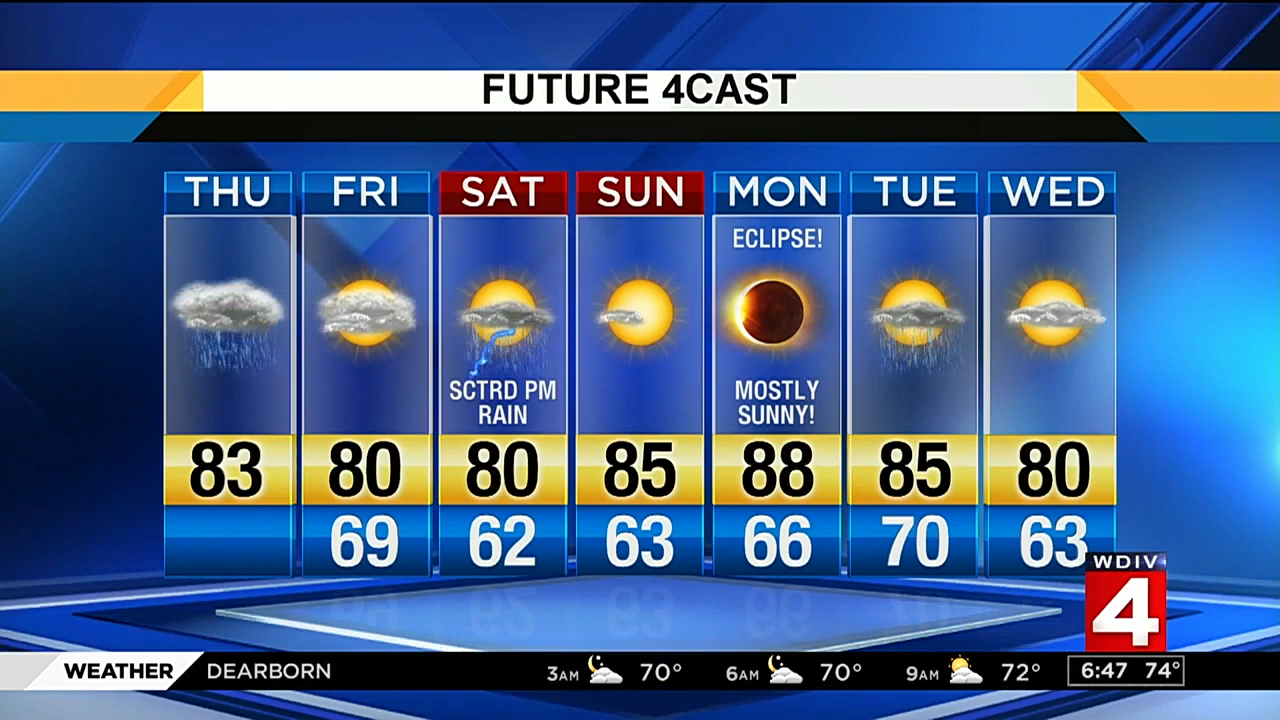 FUTURE 4CAST
THU FRI SAT SUN MON TUE WED
ECLIPSE!
SCTRD PM
RAIN
MOSTLY
SUNNY!
83 80 80 85 88 85 80
69 62 63 66 70 63
WDIV
4
WEATHER DEARBORN 3AM 70° 6AM 70° 9AM 72° 6:47 74°